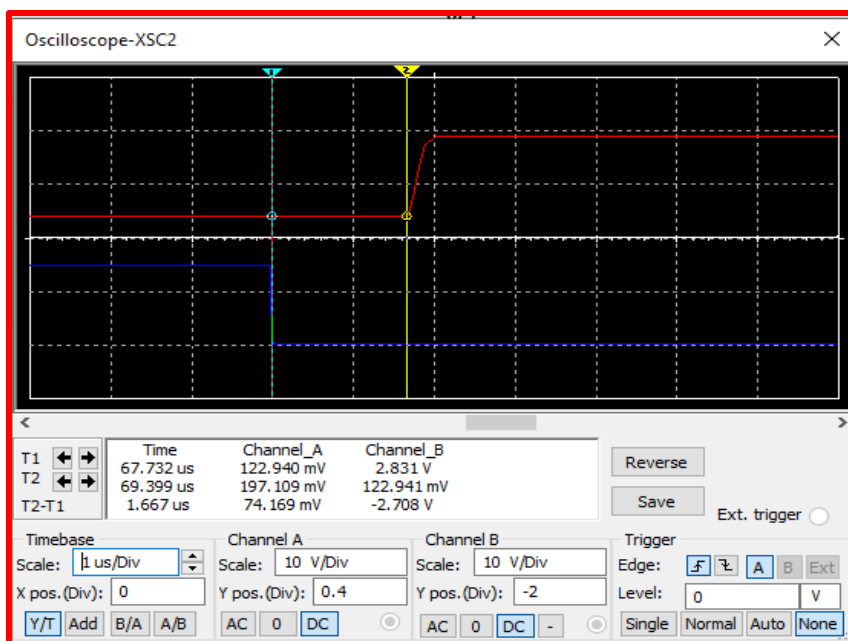 Oscilloscope-XSC2
1 2
Time Channel_A Channel_B
T1 67.732 us 122.940 mV 2.831 V
T2 69.399 us 197.109 mV 122.941 mV
T2-T1 1.667 us 74.169 mV -2.708 V
Reverse
Save
Ext. trigger
Timebase Channel A Channel B Trigger
Scale: 1 us/Div Scale: 10 V/Div Scale: 10 V/Div Edge: A B Ext
X pos.(Div): 0 Y pos.(Div): 0.4 Y pos.(Div): -2 Level: 0 V
Y/T Add B/A A/B AC 0 DC AC 0 DC - Single Normal Auto None